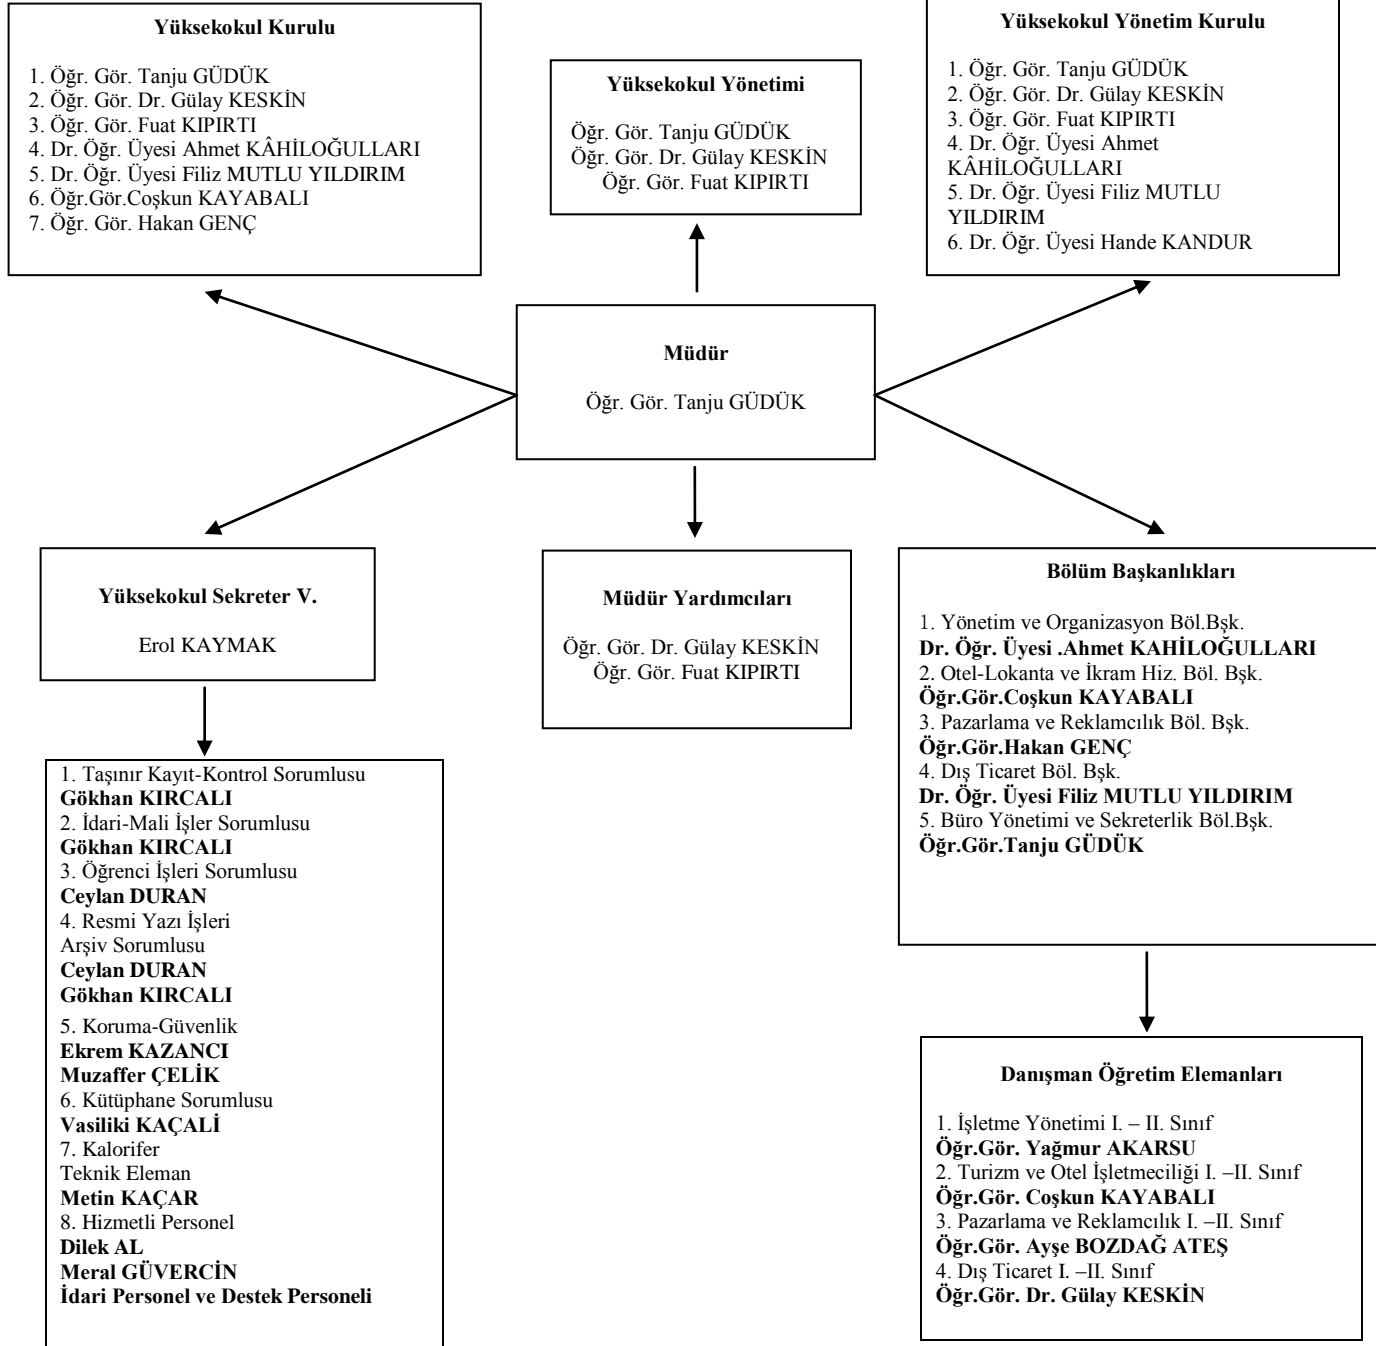 Yüksekokul Kurulu
1. Öğr. Gör. Tanju GÜDÜK
2. Öğr. Gör. Dr. Gülay KESKİN
3. Öğr. Gör. Fuat KIPIRTI
4. Dr. Öğr. Üyesi Ahmet KÂHİLOĞULLARI
5. Dr. Öğr. Üyesi Filiz MUTLU YILDIRIM
6. Öğr.Gör.Coşkun KAYABALI
7. Öğr. Gör. Hakan GENÇ
Yüksekokul Yönetimi
Öğr. Gör. Tanju GÜDÜK
Öğr. Gör. Dr. Gülay KESKİN
Öğr. Gör. Fuat KIPIRTI
Yüksekokul Yönetim Kurulu
1. Öğr. Gör. Tanju GÜDÜK
2. Öğr. Gör. Dr. Gülay KESKİN
3. Öğr. Gör. Fuat KIPIRTI
4. Dr. Öğr. Üyesi Ahmet
KÂHİLOĞULLARI
5. Dr. Öğr. Üyesi Filiz MUTLU
YILDIRIM
6. Dr. Öğr. Üyesi Hande KANDUR
Müdür
Öğr. Gör. Tanju GÜDÜK
Yüksekokul Sekreter V.
Erol KAYMAK
Müdür Yardımcıları
Öğr. Gör. Dr. Gülay KESKİN
Öğr. Gör. Fuat KIPIRTI
Bölüm Başkanlıkları
1. Yönetim ve Organizasyon Böl.Bşk.
Dr. Öğr. Üyesi .Ahmet KAHİLOĞULLARI
2. Otel-Lokanta ve İkram Hiz. Böl. Bşk.
Öğr.Gör.Coşkun KAYABALI
3. Pazarlama ve Reklamcılık Böl. Bşk.
Öğr.Gör.Hakan GENÇ
4. Dış Ticaret Böl. Bşk.
Dr. Öğr. Üyesi Filiz MUTLU YILDIRIM
5. Büro Yönetimi ve Sekreterlik Böl.Bşk.
Öğr.Gör.Tanju GÜDÜK
1. Taşınır Kayıt-Kontrol Sorumlusu
Gökhan KIRCALI
2. İdari-Mali İşler Sorumlusu
Gökhan KIRCALI
3. Öğrenci İşleri Sorumlusu
Ceylan DURAN
4. Resmi Yazı İşleri
Arşiv Sorumlusu
Ceylan DURAN
Gökhan KIRCALI
5. Koruma-Güvenlik
Ekrem KAZANCI
Muzaffer ÇELİK
6. Kütüphane Sorumlusu
Vasiliki KAÇALİ
7. Kalorifer
Teknik Eleman
Metin KAÇAR
8. Hizmetli Personel
Dilek AL
Meral GÜVERCİN
İdari Personel ve Destek Personeli
Danışman Öğretim Elemanları
1. İşletme Yönetimi I. – II. Sınıf
Öğr.Gör. Yağmur AKARSU
2. Turizm ve Otel İşletmeciliği I. –II. Sınıf
Öğr.Gör. Coşkun KAYABALI
3. Pazarlama ve Reklamcılık I. –II. Sınıf
Öğr.Gör. Ayşe BOZDAĞ ATEŞ
4. Dış Ticaret I. –II. Sınıf
Öğr.Gör. Dr. Gülay KESKİN